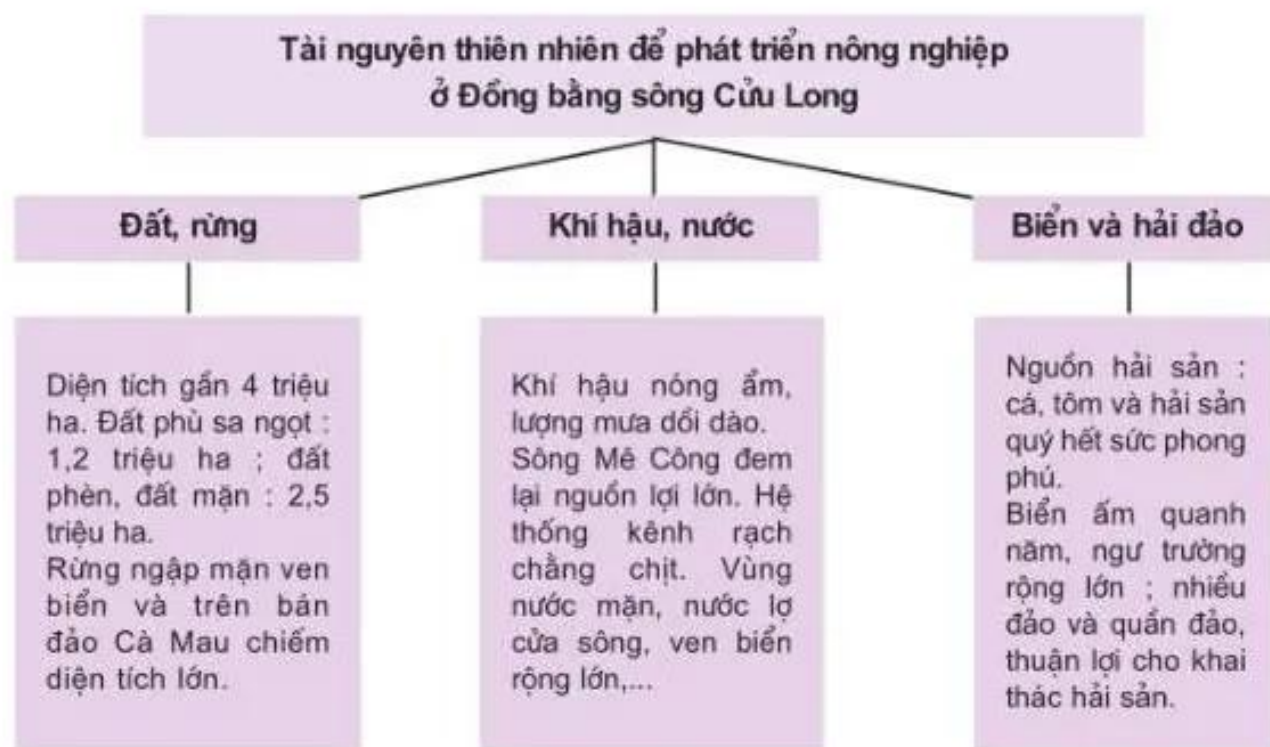 Tài nguyên thiên nhiên để phát triển nông nghiệp
ở Đồng bằng sông Cửu Long
Đất, rừng
Diện tích gần 4 triệu
ha. Đất phù sa ngọt :
1,2 triệu ha ; đất
phèn, đất mặn : 2,5
triệu ha.
Rừng ngập mặn ven
biển và trên bán
đảo Cà Mau chiếm
diện tích lớn.
Khí hậu, nước
Khí hậu nóng ẩm,
lượng mưa dồi dào.
Sông Mê Công đem
lại nguồn lợi lớn. Hệ
thống kênh rạch
chằng chịt. Vùng
nước mặn, nước lợ
cửa sông, ven biển
rộng lớn,...
Biển và hải đảo
Nguồn hải sản :
cá, tôm và hải sản
quý hết sức phong
phú.
Biển ấm quanh
năm, ngư trường
rộng lớn ; nhiều
đảo và quần đảo,
thuận lợi cho khai
thác hải sản.